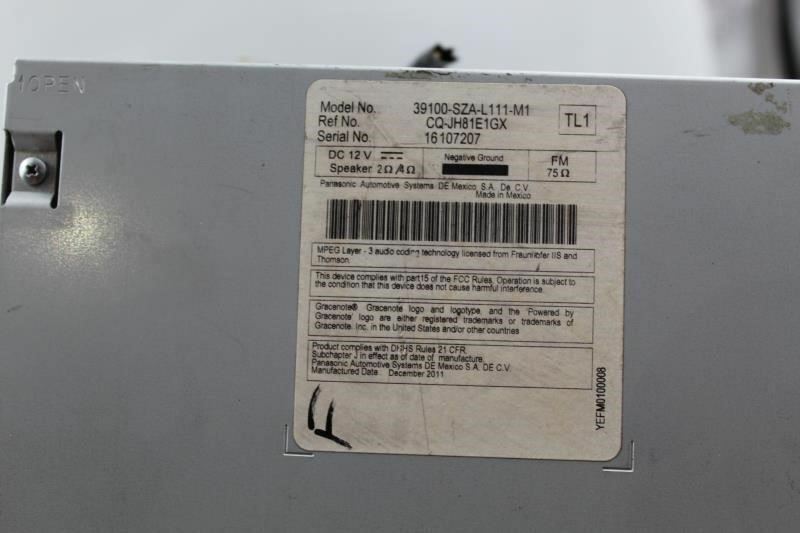 OPEN
Model No. 39100-SZA-L111-M1
Ref No. CQ-JH81E1GX
Serial No. 16107207
TL1
DC 12 V
Speaker 2Ω/4Ω
Negative Ground
FM
75Ω
Panasonic Automotive Systems DE Mexico S.A. De C.V.
Made in Mexico
MPEG Layer - 3 audio coding technology licensed from Fraunhofer IIS and
Thomson.
This device complies with part15 of the FCC Rules. Operation is subject to
the condition that this device does not cause harmful interference.
Gracenote® Gracenote logo and logotype, and the 'Powered by
Gracenote' logo are either registered trademarks or trademarks of
Gracenote. Inc. in the United States and/or other countries
Product complies with DHHS Rules 21 CFR.
Subchapter J in effect as of date of manufacture.
Panasonic Automotive Systems DE Mexico S.A. DE C.V.
Manufactured Date December 2011
YEFM0100008